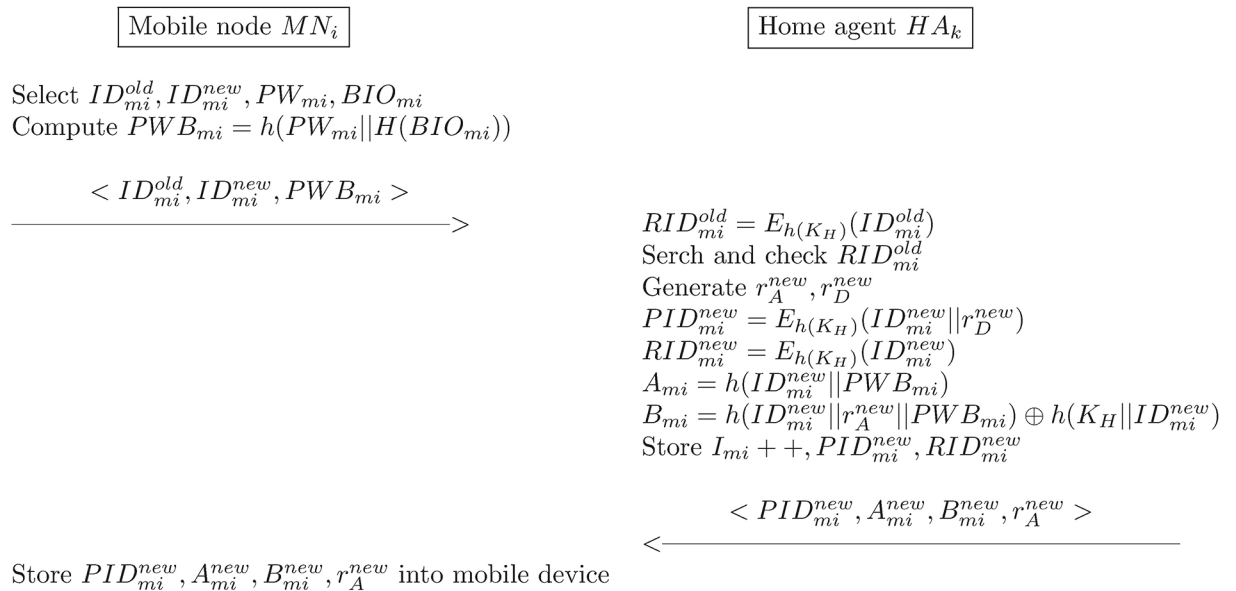 Mobile node $MN_i$
Home agent $HA_k$
Select $ID_{mi}^{old}, ID_{mi}^{new}, PW_{mi}, BIO_{mi}$
Compute $PWB_{mi} = h(PW_{mi}||H(BIO_{mi}))$
$< ID_{mi}^{old}, ID_{mi}^{new}, PWB_{mi} >$
$RID_{mi}^{old} = E_{h(K_H)}(ID_{mi}^{old})$
Serch and check $RID_{mi}^{old}$
Generate $r_A^{new}, r_D^{new}$
$PID_{mi}^{new} = E_{h(K_H)}(ID_{mi}^{new}||r_D^{new})$
$RID_{mi}^{new} = E_{h(K_H)}(ID_{mi}^{new})$
$A_{mi} = h(ID_{mi}^{new}||PWB_{mi})$
$B_{mi} = h(ID_{mi}^{new}||r_A^{new}||PWB_{mi}) \oplus h(K_H||ID_{mi}^{new})$
Store $I_{mi}++, PID_{mi}^{new}, RID_{mi}^{new}$
$< PID_{mi}^{new}, A_{mi}^{new}, B_{mi}^{new}, r_A^{new} >$
Store $PID_{mi}^{new}, A_{mi}^{new}, B_{mi}^{new}, r_A^{new}$ into mobile device